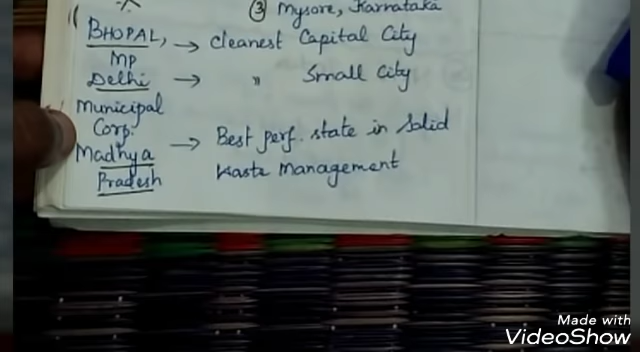 ③ Mysore, Karnataka
BHOPAL, → Cleanest Capital City
MP
Delhi → " Small City
Municipal
Corp.
Madhya → Best perf. state in Solid
Pradesh Waste Management
Made with
VideoShow